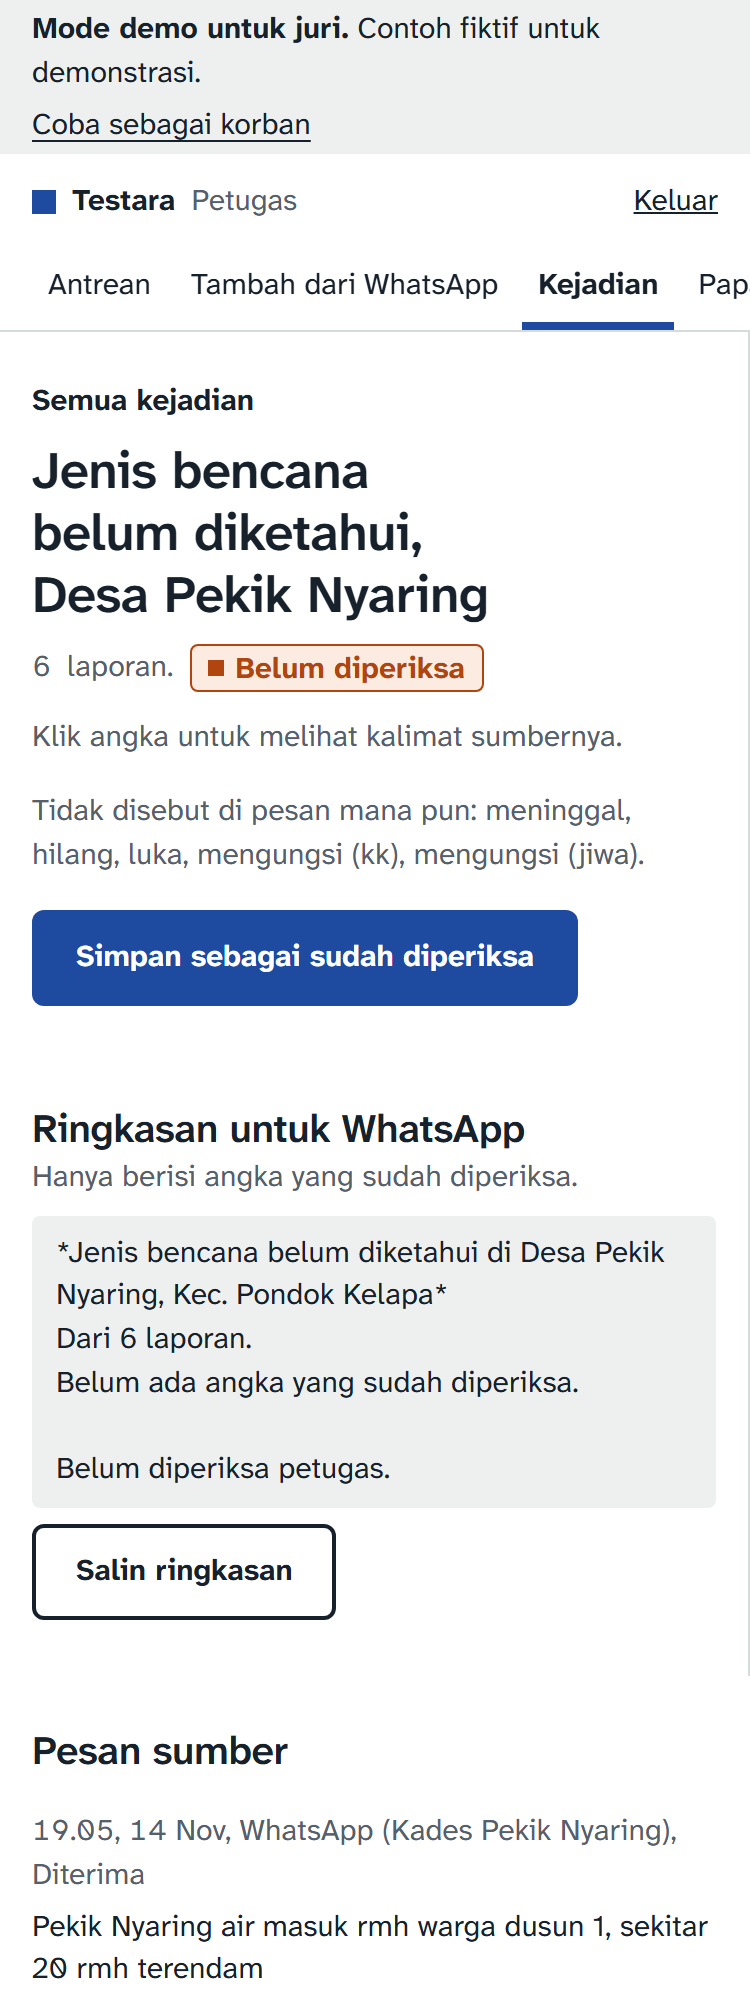 Mode demo untuk juri. Contoh fiktif untuk
demonstrasi.
Coba sebagai korban
Testara Petugas
Keluar
Antrean
Tambah dari WhatsApp
Kejadian
Semua kejadian
Jenis bencana
belum diketahui,
Desa Pekik Nyaring
6 laporan.
Belum diperiksa
Klik angka untuk melihat kalimat sumbernya.
Tidak disebut di pesan mana pun: meninggal,
hilang, luka, mengungsi (kk), mengungsi (jiwa).
Simpan sebagai sudah diperiksa
Ringkasan untuk WhatsApp
Hanya berisi angka yang sudah diperiksa.
*Jenis bencana belum diketahui di Desa Pekik
Nyaring, Kec. Pondok Kelapa*
Dari 6 laporan.
Belum ada angka yang sudah diperiksa.
Belum diperiksa petugas.
Salin ringkasan
Pesan sumber
19.05, 14 Nov, WhatsApp (Kades Pekik Nyaring),
Diterima
Pekik Nyaring air masuk rmh warga dusun 1, sekitar
20 rmh terendam